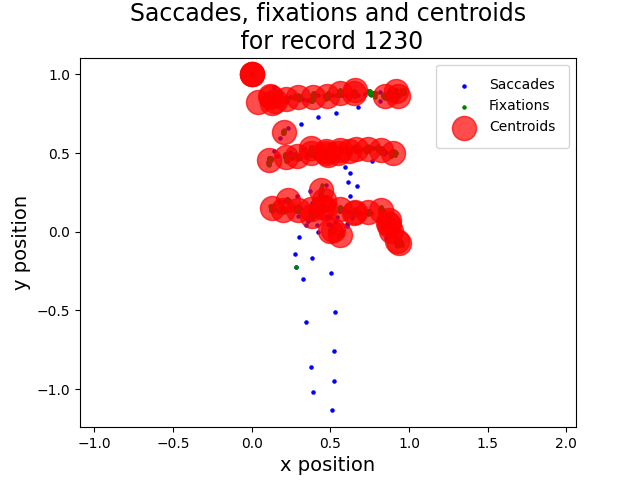 Saccades, fixations and centroids
for record 1230
Saccades
Fixations
Centroids
1.0
0.5
0.0
−0.5
−1.0
y position
−1.0 −0.5 0.0 0.5 1.0 1.5 2.0
x position